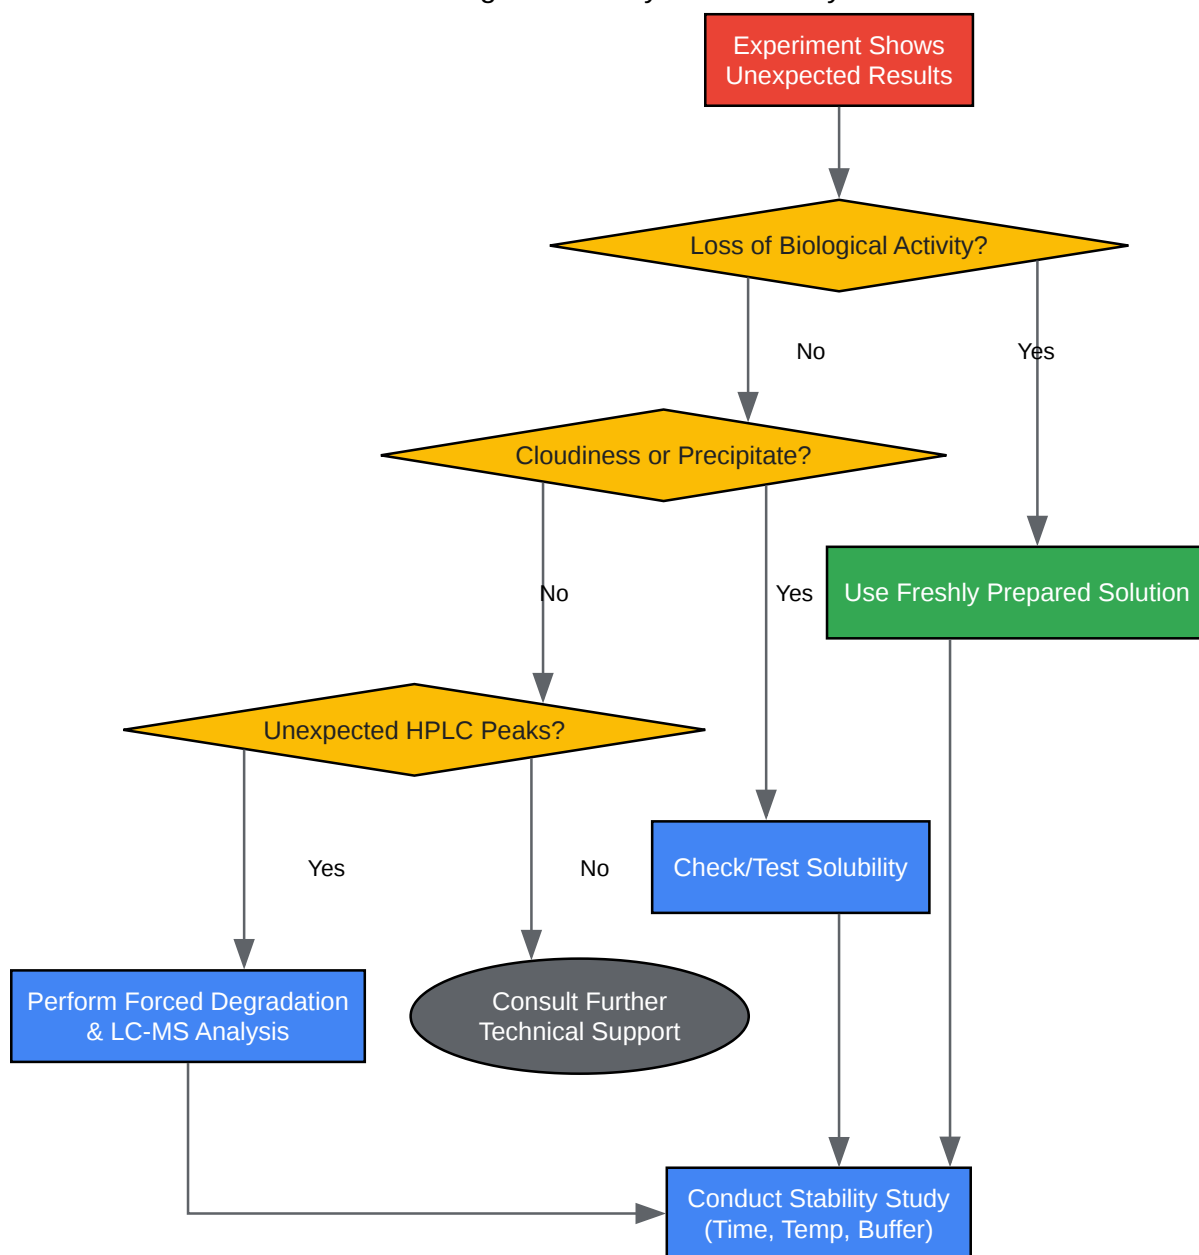 Experiment Shows
Unexpected Results
Loss of Biological Activity?
No
Yes
Cloudiness or Precipitate?
No
Yes
Use Freshly Prepared Solution
Unexpected HPLC Peaks?
Yes
No
Check/Test Solubility
Perform Forced Degradation
& LC-MS Analysis
Consult Further
Technical Support
Conduct Stability Study
(Time, Temp, Buffer)